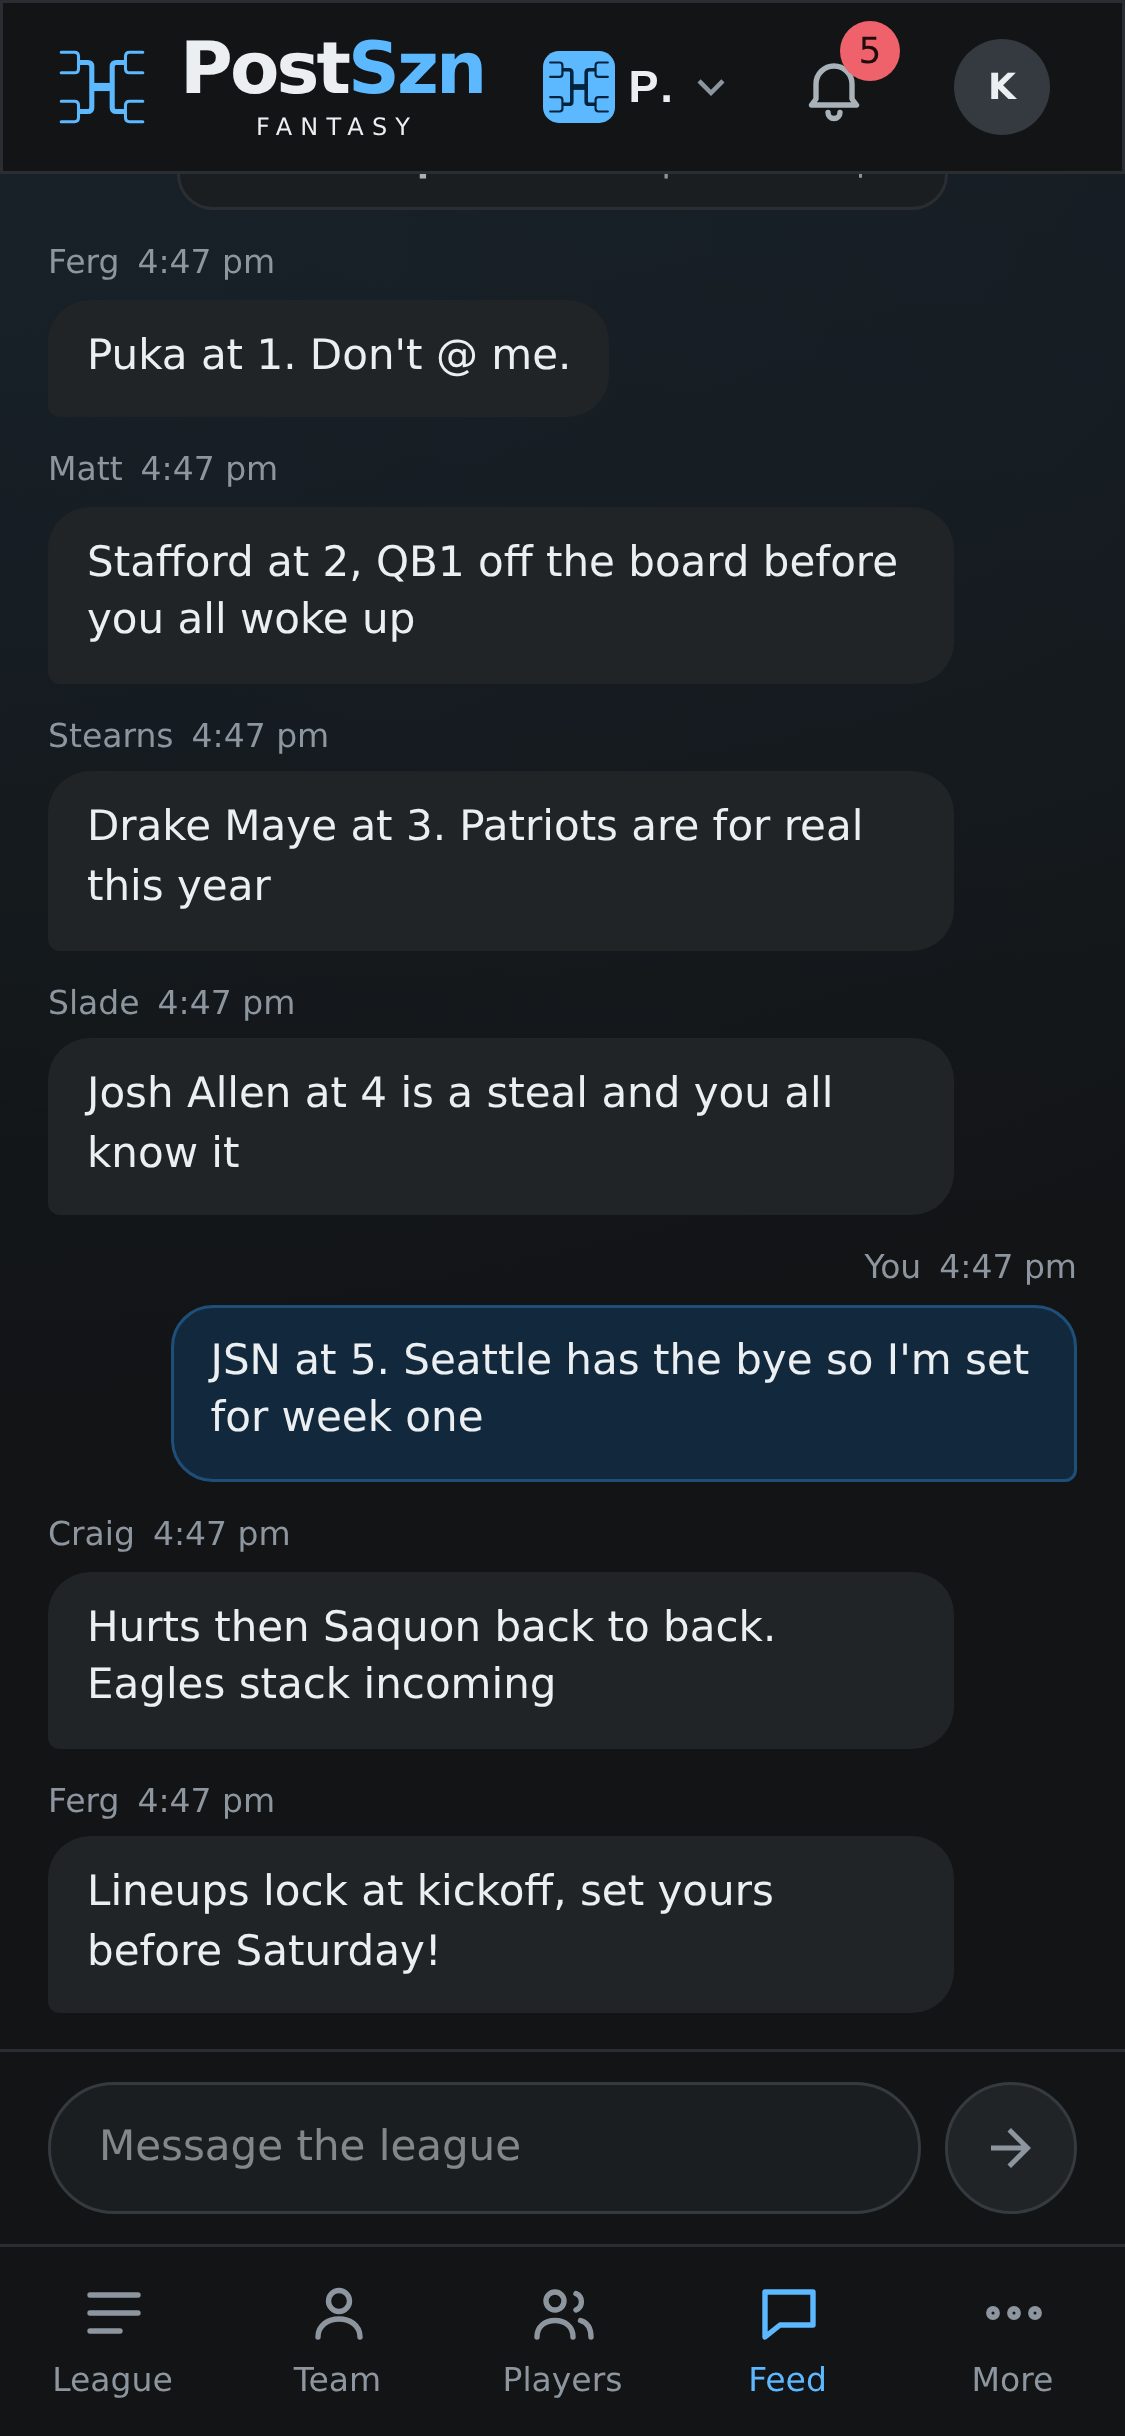 PostSzn
FANTASY
P.
5
K
Ferg 4:47 pm
Puka at 1. Don't @ me.
Matt 4:47 pm
Stafford at 2, QB1 off the board before
you all woke up
Stearns 4:47 pm
Drake Maye at 3. Patriots are for real
this year
Slade 4:47 pm
Josh Allen at 4 is a steal and you all
know it
You 4:47 pm
JSN at 5. Seattle has the bye so I'm set
for week one
Craig 4:47 pm
Hurts then Saquon back to back.
Eagles stack incoming
Ferg 4:47 pm
Lineups lock at kickoff, set yours
before Saturday!
Message the league
League
Team
Players
Feed
More